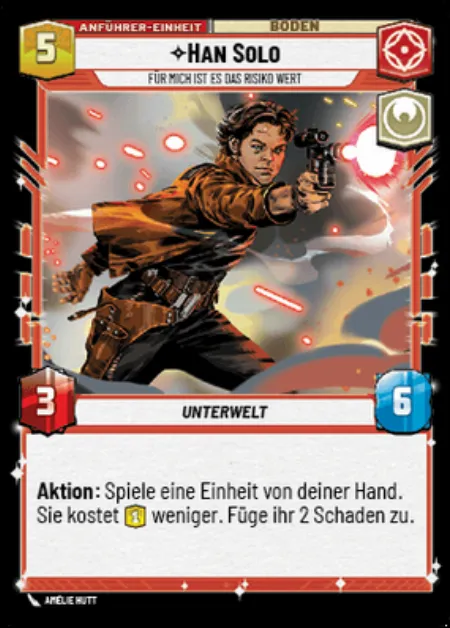 5
ANFÜHRER-EINHEIT
BODEN
HAN SOLO
FÜR MICH IST ES DAS RISIKO WERT
3
UNTERWELT
6
Aktion: Spiele eine Einheit von deiner Hand.
Sie kostet 1 weniger. Füge ihr 2 Schaden zu.
AMÉLIE HUTT